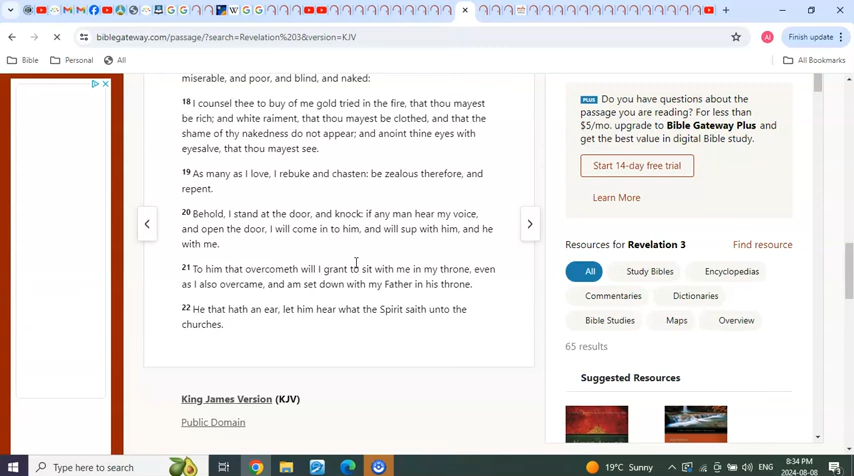 Finish update
biblegateway.com/passage/?search=Revelation%203&version=KJV
Bible
Personal
All
All Bookmarks
miserable, and poor, and blind, and naked:
18 I counsel thee to buy of me gold tried in the fire, that thou mayest
be rich; and white raiment, that thou mayest be clothed, and that the
shame of thy nakedness do not appear; and anoint thine eyes with
eyesalve, that thou mayest see.
19 As many as I love, I rebuke and chasten: be zealous therefore, and
repent.
20 Behold, I stand at the door, and knock: if any man hear my voice,
and open the door, I will come in to him, and will sup with him, and he
with me.
21 To him that overcometh will I grant to sit with me in my throne, even
as I also overcame, and am set down with my Father in his throne.
22 He that hath an ear, let him hear what the Spirit saith unto the
churches.
King James Version (KJV)
Public Domain
PLUS Do you have questions about the
passage you are reading? For less than
$5/mo. upgrade to Bible Gateway Plus and
get the best value in digital Bible study.
Start 14-day free trial
Learn More
Resources for Revelation 3
Find resource
All
Study Bibles
Encyclopedias
Commentaries
Dictionaries
Bible Studies
Maps
Overview
65 results
Suggested Resources
Type here to search
19°C Sunny
ENG
8:34 PM
2024-08-08